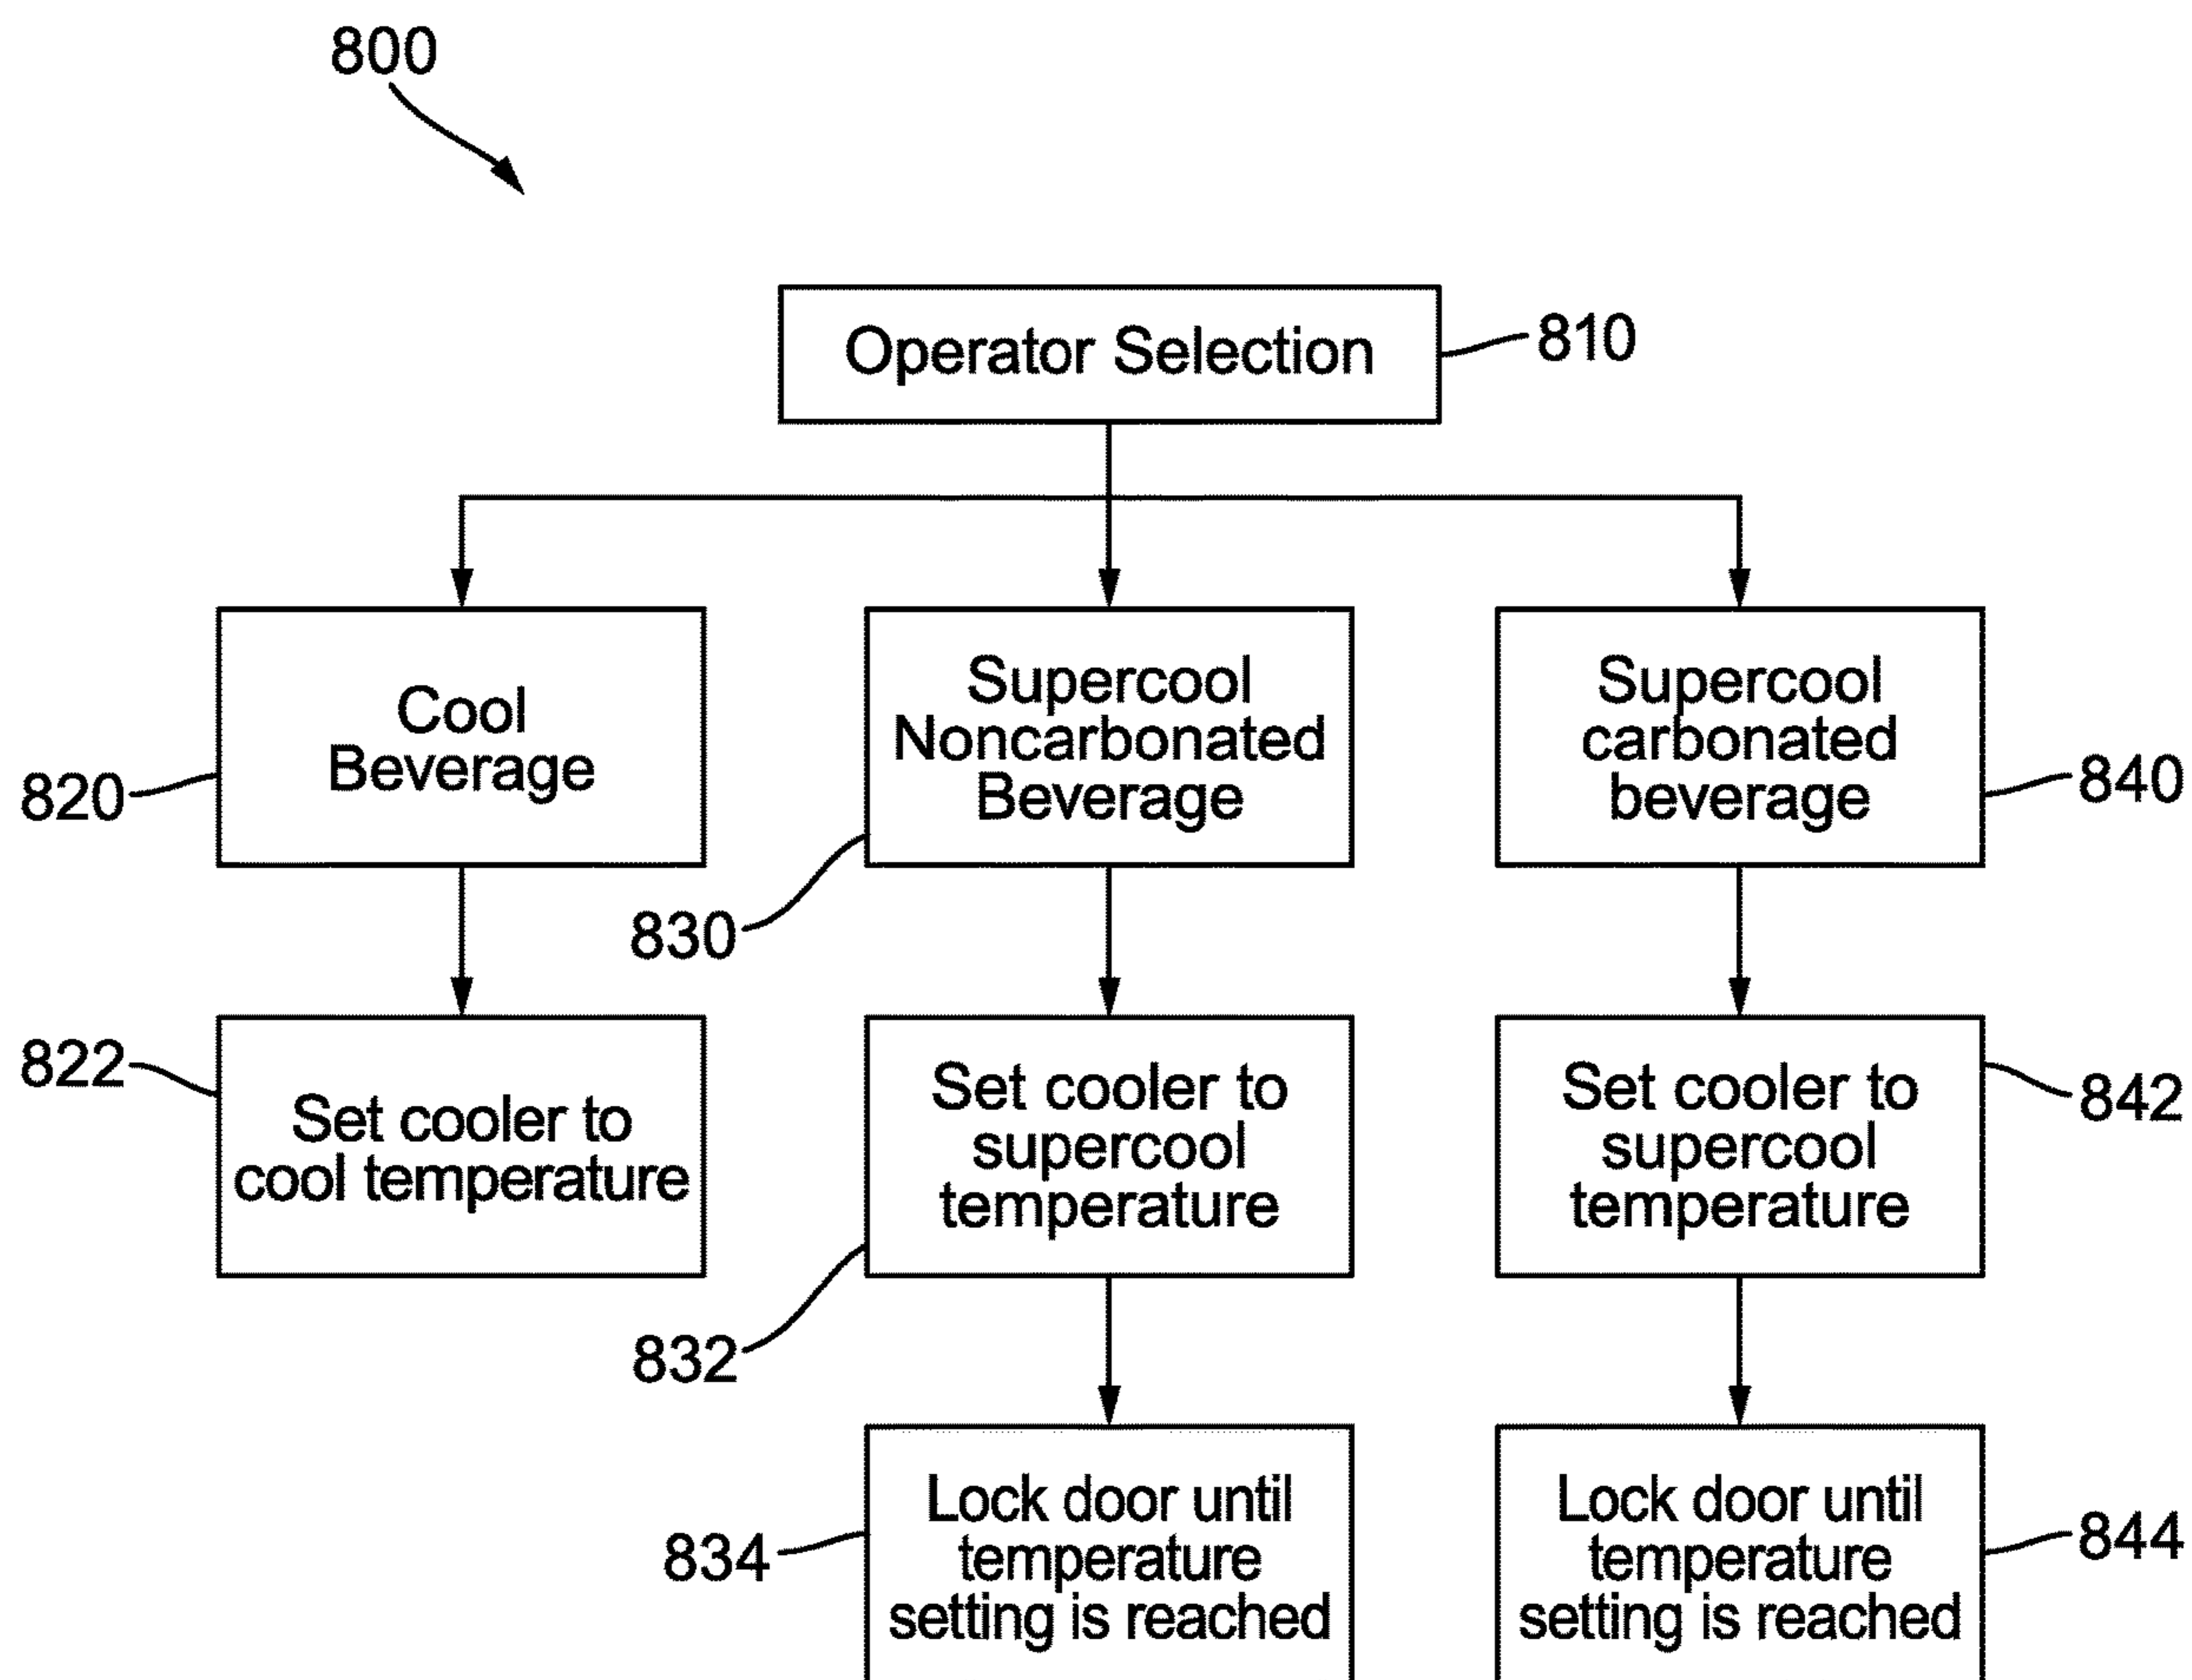 800
Operator Selection
810
Cool
Beverage
820
Supercool
Noncarbonated
Beverage
830
Supercool
carbonated
beverage
840
822
Set cooler to
cool temperature
Set cooler to
supercool
temperature
832
Set cooler to
supercool
temperature
842
834
Lock door until
temperature
setting is reached
Lock door until
temperature
setting is reached
844